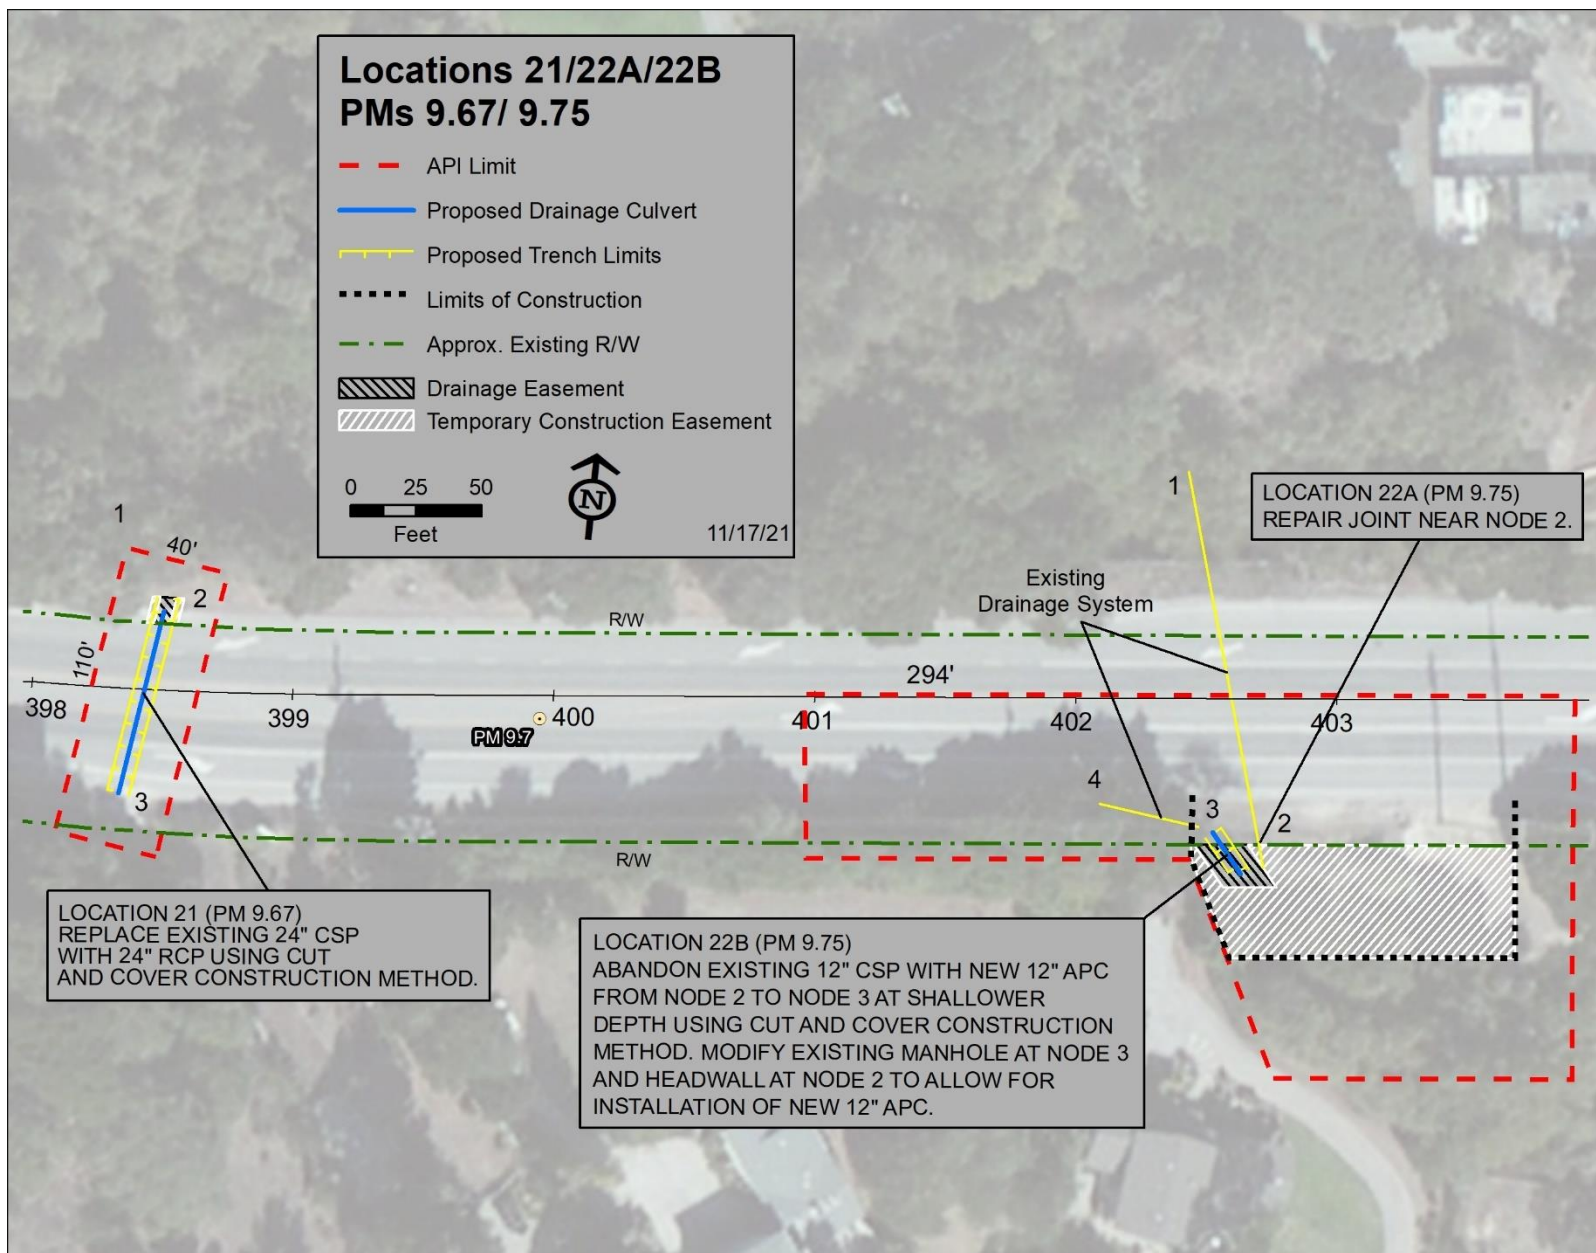 Locations 21/22A/22B
PMs 9.67/ 9.75
API Limit
Proposed Drainage Culvert
Proposed Trench Limits
Limits of Construction
Approx. Existing R/W
Drainage Easement
Temporary Construction Easement
0 25 50
Feet
N
11/17/21
1
40'
2
110'
3
398
399
PM 9.7
400
401
402
403
R/W
R/W
294'
1
Existing
Drainage System
4
3
2
LOCATION 22A (PM 9.75)
REPAIR JOINT NEAR NODE 2.
LOCATION 21 (PM 9.67)
REPLACE EXISTING 24" CSP
WITH 24" RCP USING CUT
AND COVER CONSTRUCTION METHOD.
LOCATION 22B (PM 9.75)
ABANDON EXISTING 12" CSP WITH NEW 12" APC
FROM NODE 2 TO NODE 3 AT SHALLOWER
DEPTH USING CUT AND COVER CONSTRUCTION
METHOD. MODIFY EXISTING MANHOLE AT NODE 3
AND HEADWALL AT NODE 2 TO ALLOW FOR
INSTALLATION OF NEW 12" APC.